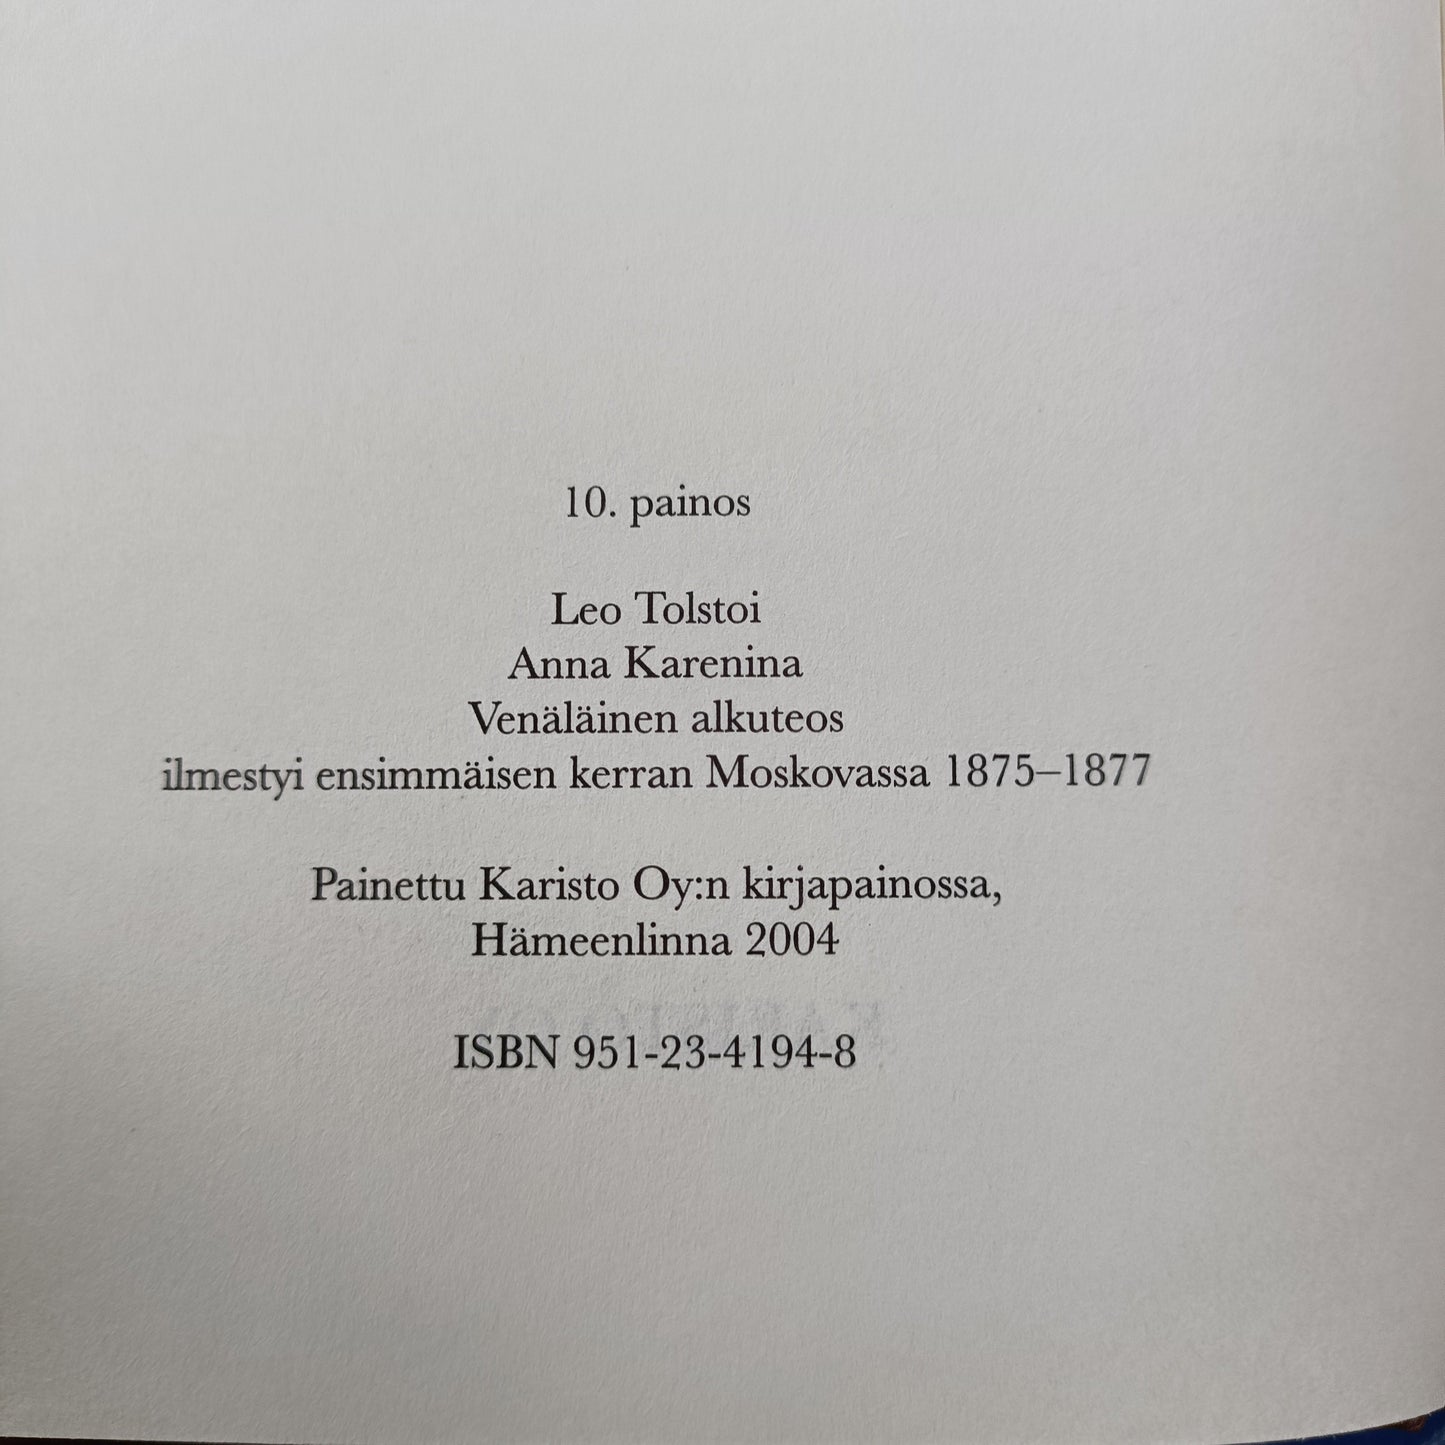 10. painos
Leo Tolstoi
Anna Karenina
Venäläinen alkuteos
ilmestyi ensimmäisen kerran Moskovassa 1875–1877
Painettu Karisto Oy:n kirjapainossa,
Hämeenlinna 2004
ISBN 951-23-4194-8